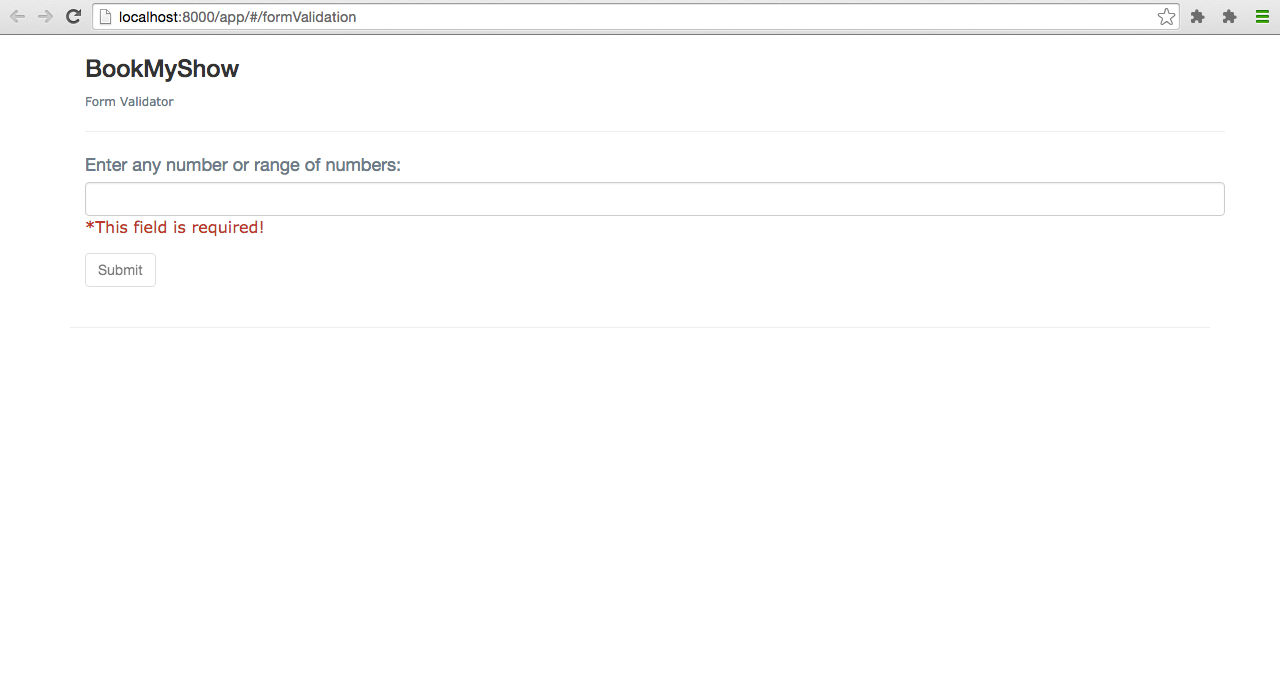 localhost:8000/app/#/formValidation
BookMyShow
Form Validator
Enter any number or range of numbers:
*This field is required!
Submit